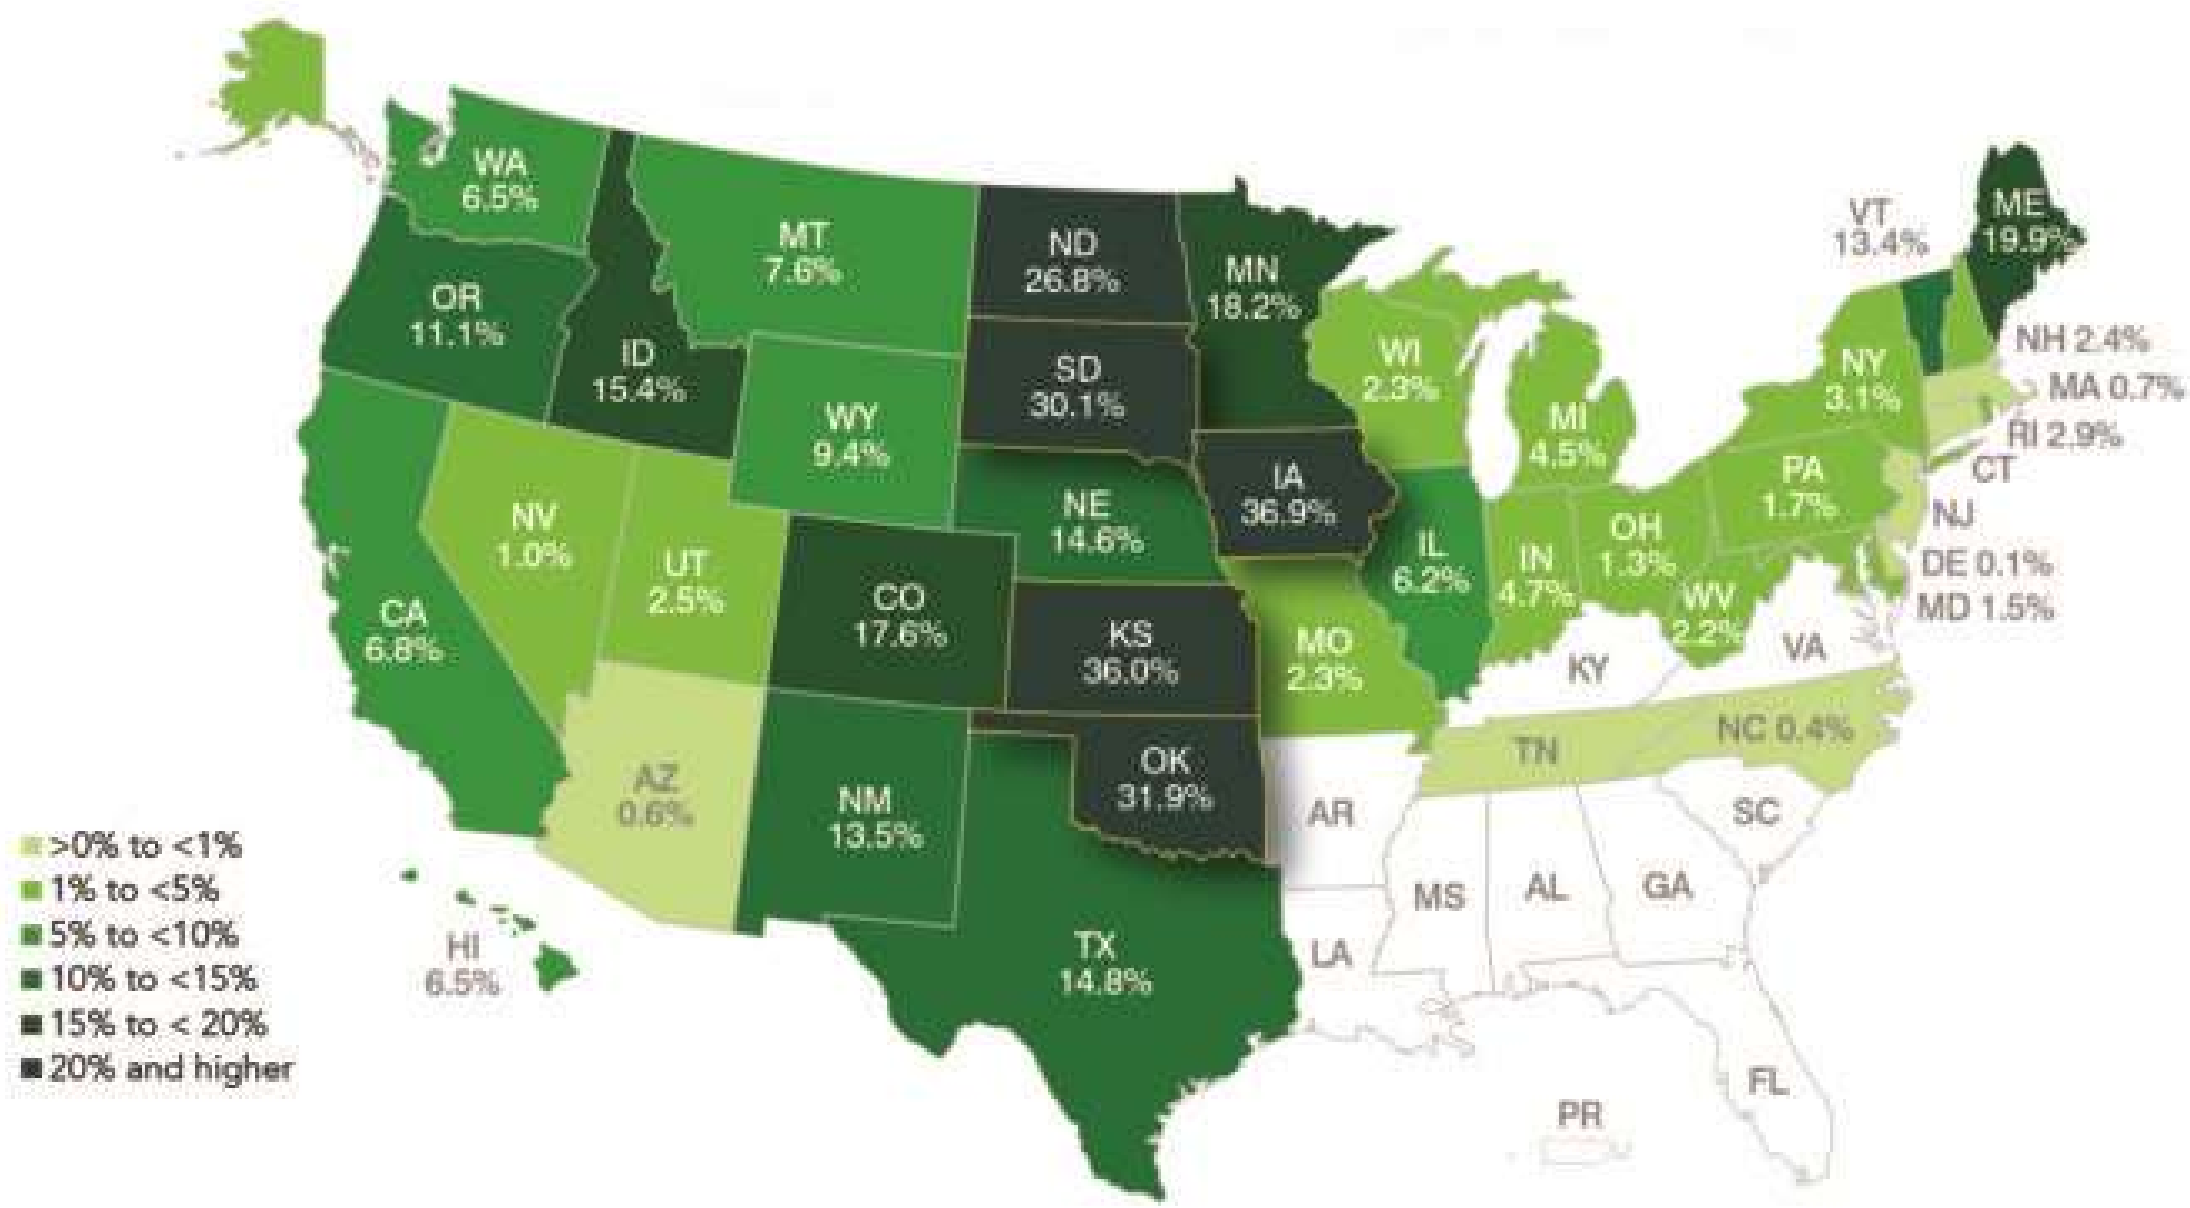 WA
6.5%
OR
11.1%
ID
15.4%
MT
7.6%
WY
9.4%
ND
26.8%
SD
30.1%
MN
18.2%
WI
2.3%
MI
4.5%
NY
3.1%
VT
13.4%
ME
19.9%
NH 2.4%
MA 0.7%
RI 2.9%
CT
NJ
DE 0.1%
MD 1.5%
PA
1.7%
NE
14.6%
IA
36.9%
IL
6.2%
IN
4.7%
OH
1.3%
WV
2.2%
VA
KY
NV
1.0%
UT
2.5%
CO
17.6%
KS
36.0%
MO
2.3%
CA
6.8%
AZ
0.6%
NM
13.5%
OK
31.9%
AR
TN
NC 0.4%
SC
MS
AL
GA
LA
TX
14.8%
FL
PR
HI
6.5%
>0% to <1%
1% to <5%
5% to <10%
10% to <15%
15% to < 20%
20% and higher